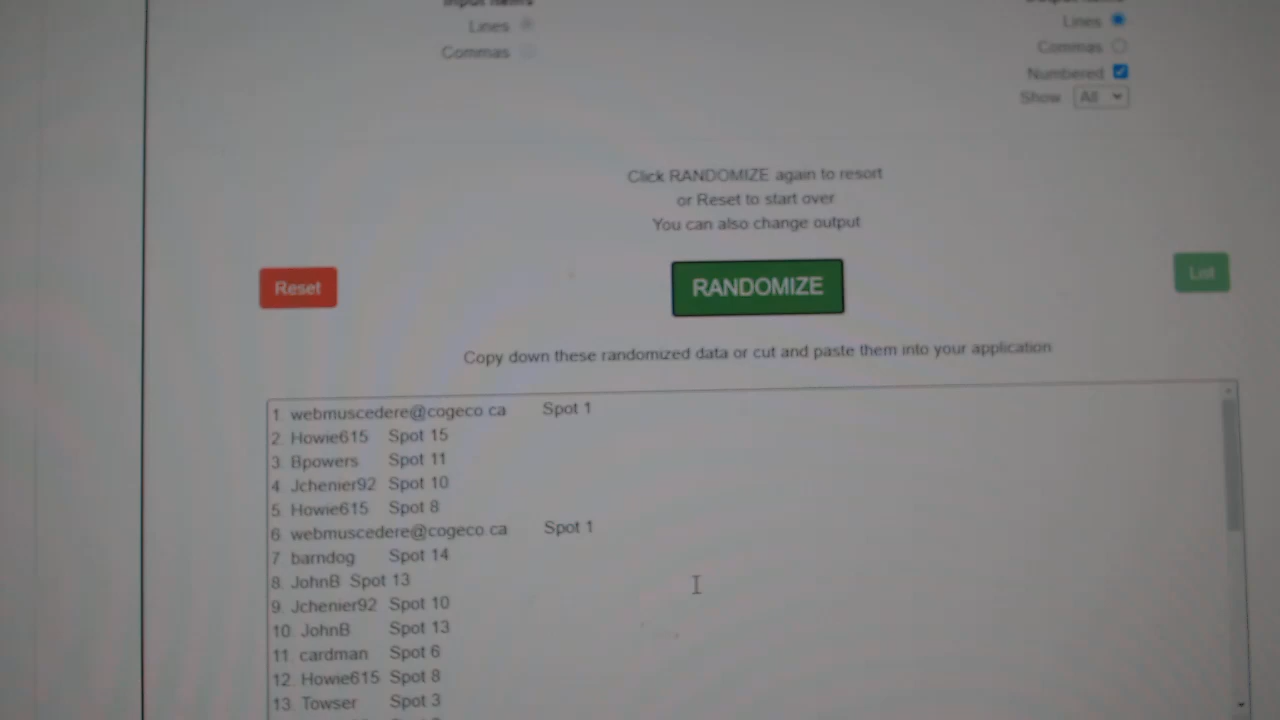 Input Items
Lines
Commas
Output Items
Lines
Commas
Numbered
Show All
Click RANDOMIZE again to resort
or Reset to start over
You can also change output
Reset
RANDOMIZE
List
Copy down these randomized data or cut and paste them into your application
1. webmuscedere@cogeco.ca Spot 1
2. Howie615 Spot 15
3. Bpowers Spot 11
4. Jchenier92 Spot 10
5. Howie615 Spot 8
6. webmuscedere@cogeco.ca Spot 1
7. barndog Spot 14
8. JohnB Spot 13
9. Jchenier92 Spot 10
10. JohnB Spot 13
11. cardman Spot 6
12. Howie615 Spot 8
13. Towser Spot 3